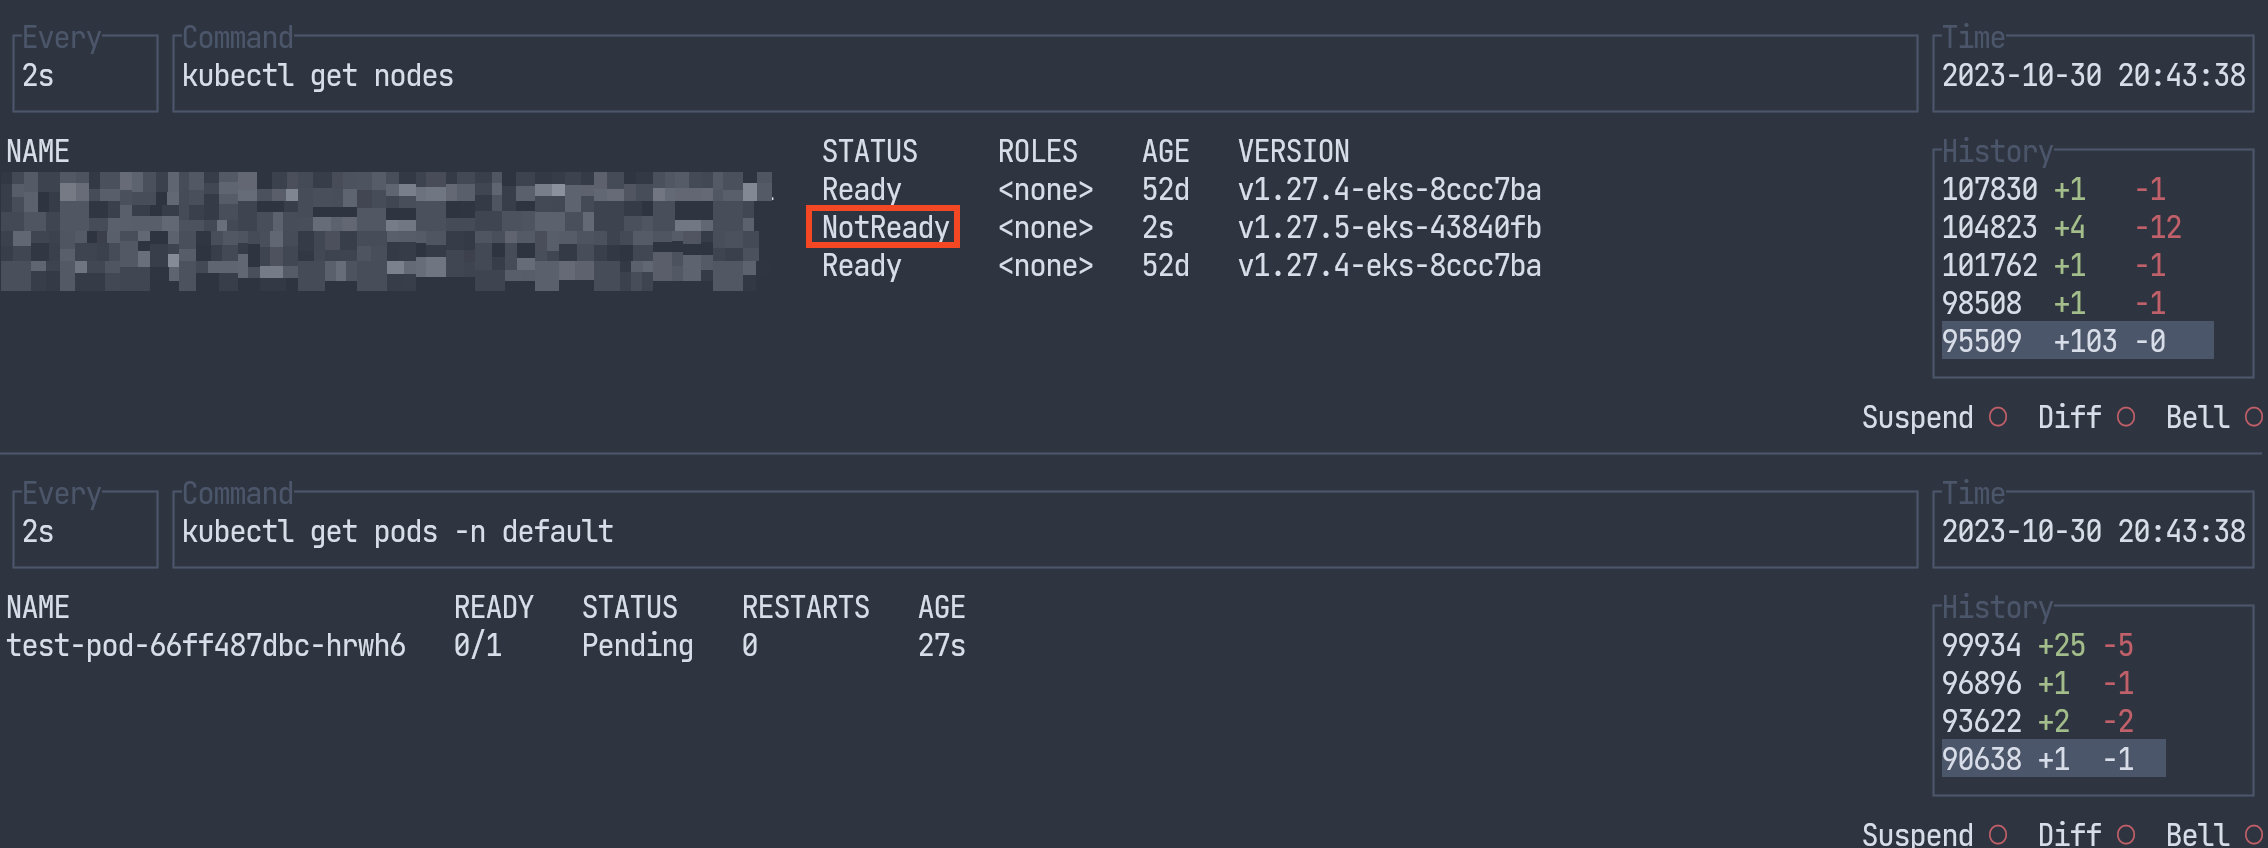 Every Command Time
2s kubectl get nodes 2023-10-30 20:43:38
NAME STATUS ROLES AGE VERSION History
Ready <none> 52d v1.27.4-eks-8ccc7ba 107830 +1 -1
NotReady <none> 2s v1.27.5-eks-43840fb 104823 +4 -12
Ready <none> 52d v1.27.4-eks-8ccc7ba 101762 +1 -1
98508 +1 -1
95509 +103 -0
Suspend Diff Bell
Every Command Time
2s kubectl get pods -n default 2023-10-30 20:43:38
NAME READY STATUS RESTARTS AGE History
test-pod-66ff487dbc-hrwh6 0/1 Pending 0 27s 99934 +25 -5
96896 +1 -1
93622 +2 -2
90638 +1 -1
Suspend Diff Bell